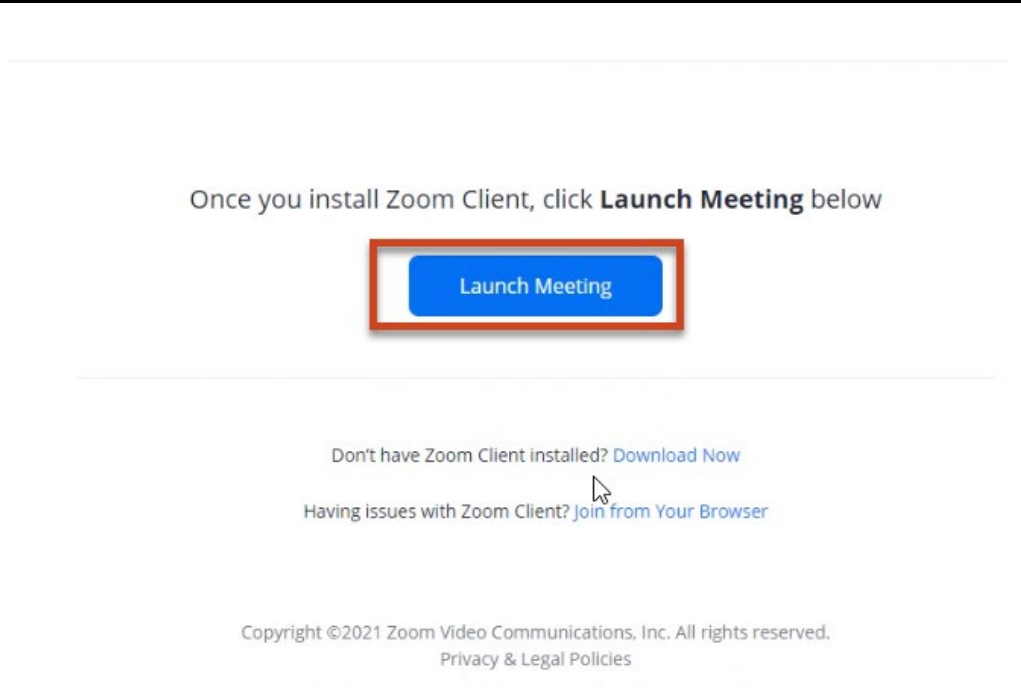 Once you install Zoom Client, click Launch Meeting below
Launch Meeting
Don't have Zoom Client installed? Download Now
Having issues with Zoom Client? Join from Your Browser
Copyright ©2021 Zoom Video Communications, Inc. All rights reserved.
Privacy & Legal Policies